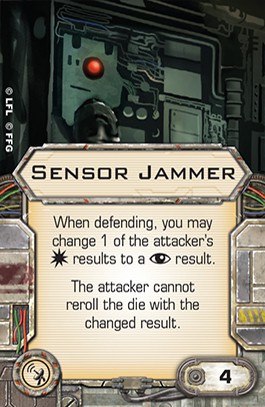 © LFL © FFG
SENSOR JAMMER
When defending, you may
change 1 of the attacker's
results to a result.
The attacker cannot
reroll the die with the
changed result.
4